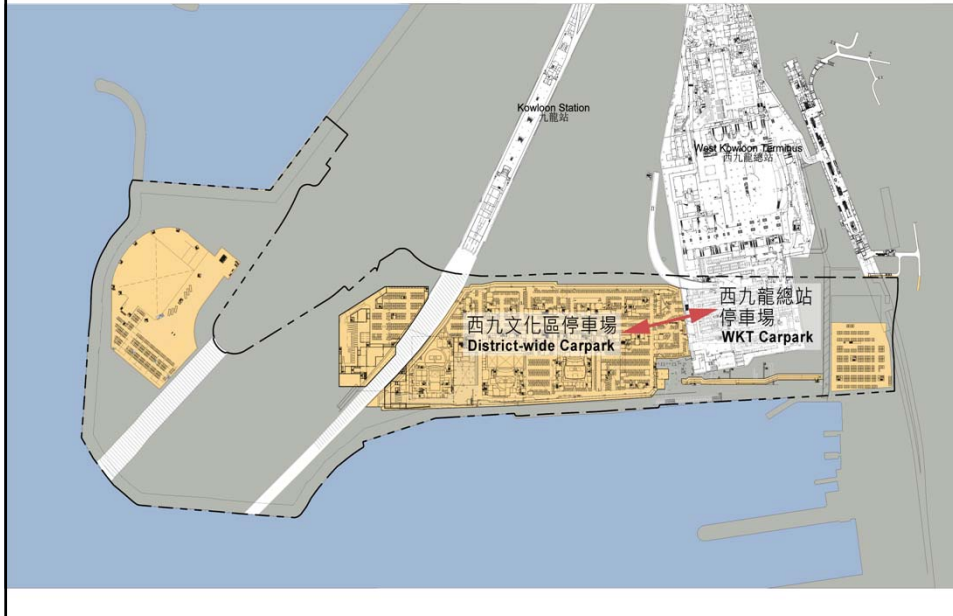 Kowloon Station
九龍站
West Kowloon Terminus
西九龍總站
西九文化區停車場
District-wide Carpark
西九龍總站
停車場
WKT Carpark